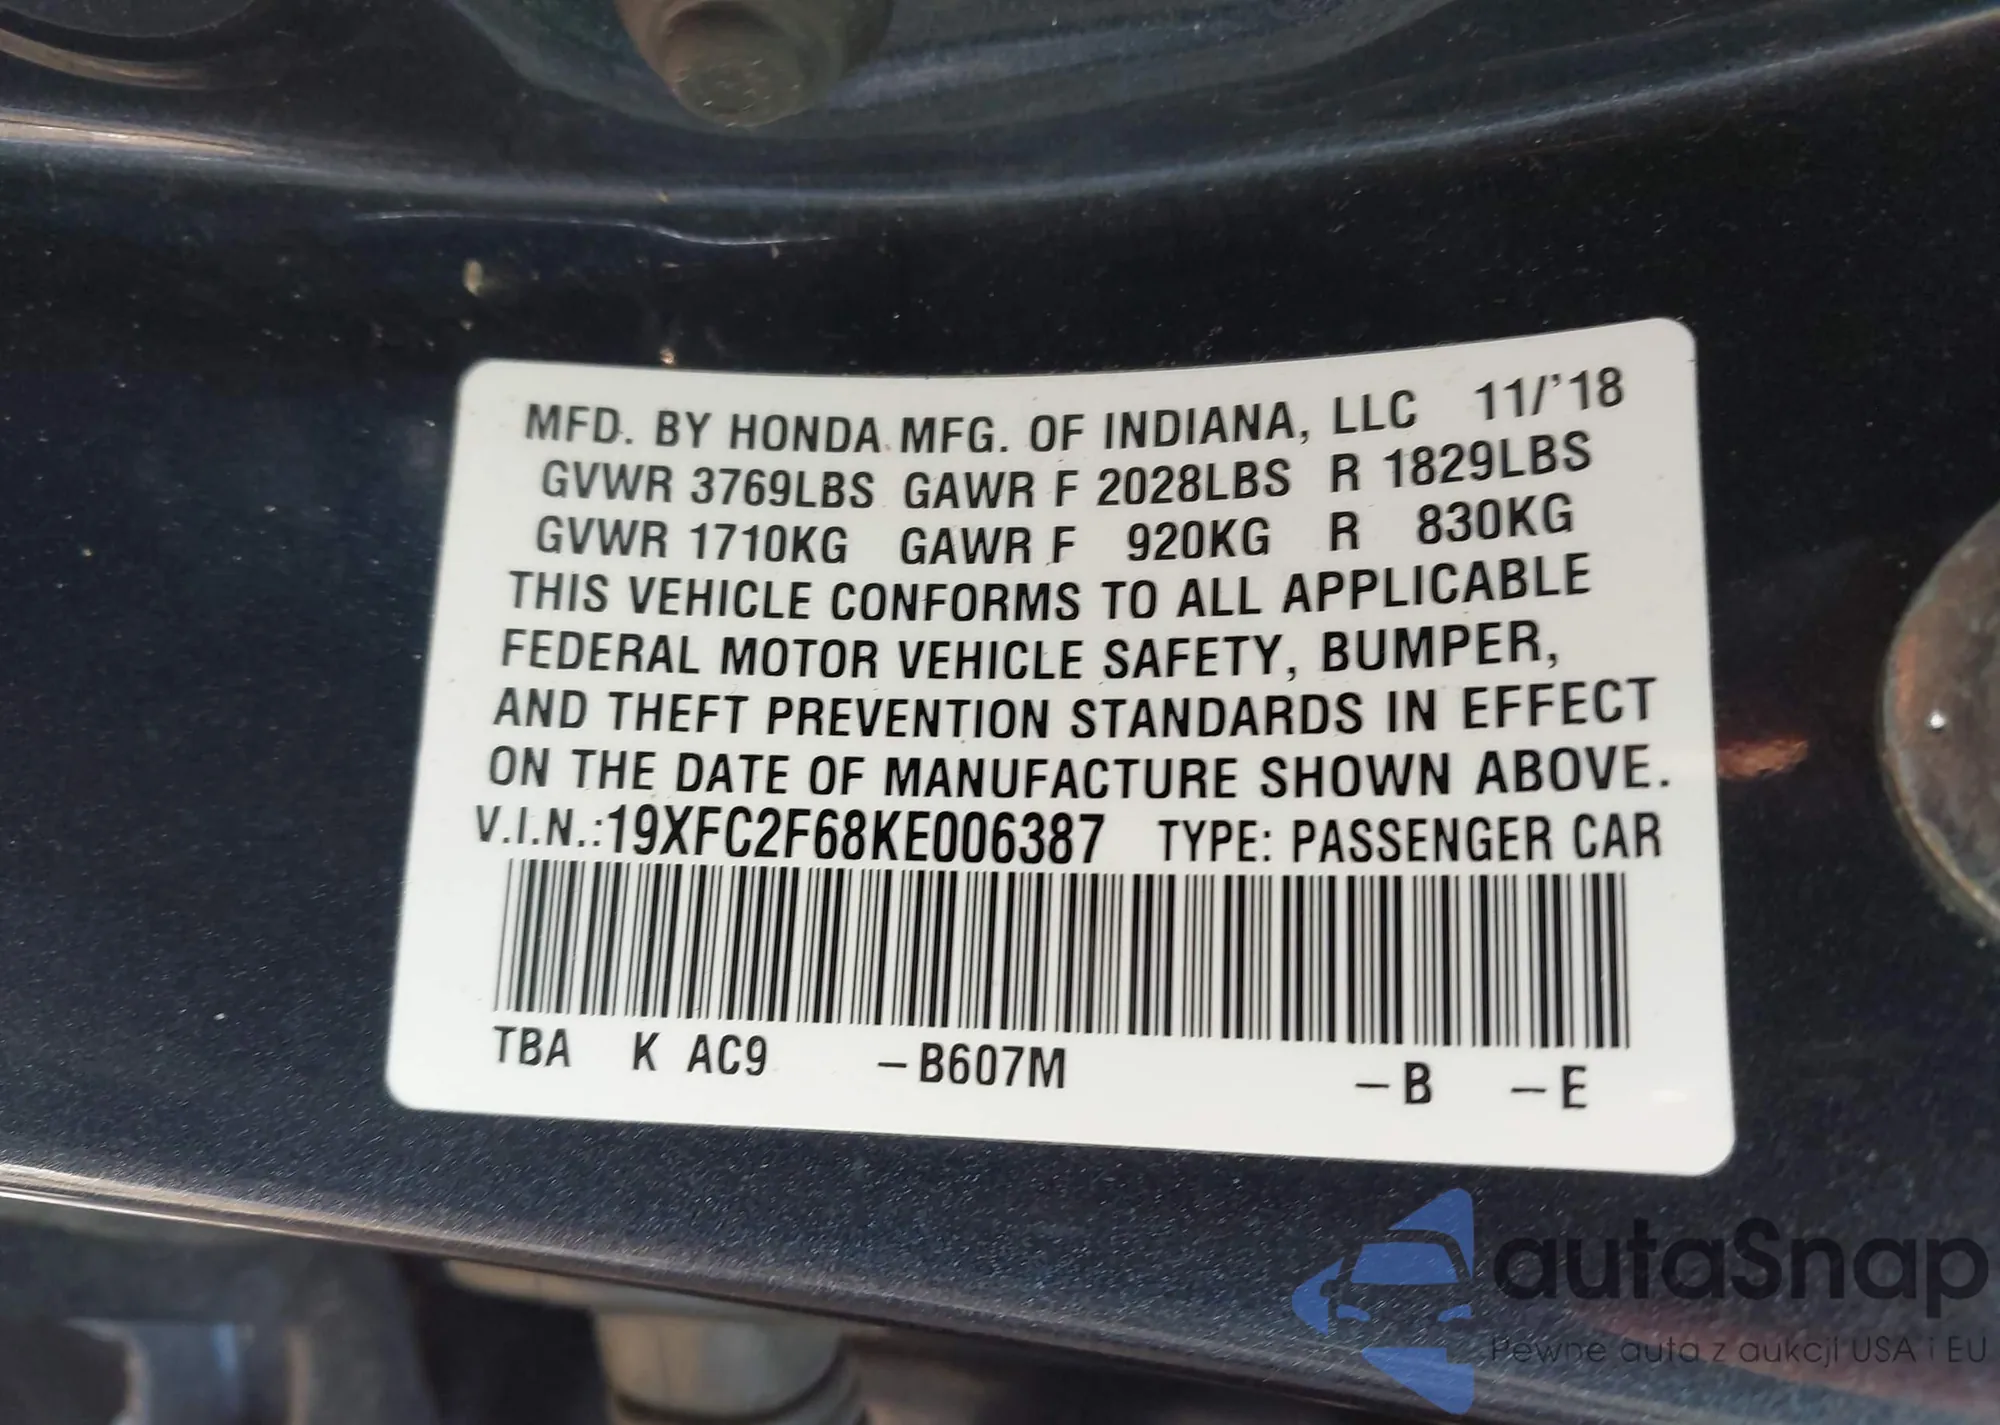 MFD. BY HONDA MFG. OF INDIANA, LLC 11/'18
GVWR 3769LBS GAWR F 2028LBS R 1829LBS
GVWR 1710KG GAWR F 920KG R 830KG
THIS VEHICLE CONFORMS TO ALL APPLICABLE
FEDERAL MOTOR VEHICLE SAFETY, BUMPER,
AND THEFT PREVENTION STANDARDS IN EFFECT
ON THE DATE OF MANUFACTURE SHOWN ABOVE.
V.I.N.:19XFC2F68KE006387 TYPE: PASSENGER CAR
TBA K AC9 –B607M –B –E
autaSnap
Pewne auta z aukcji USA i EU